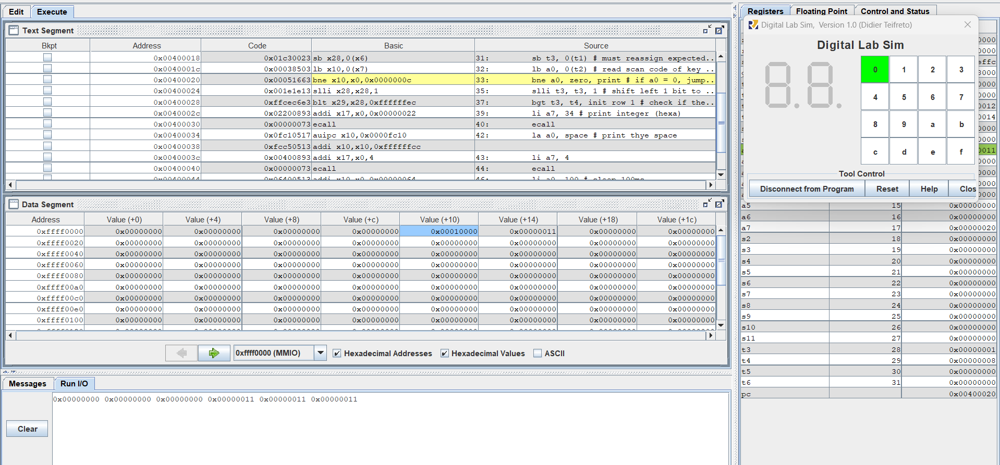 Edit Execute
Registers Floating Point Control and Status
Text Segment
Bkpt Address Code Basic Source
0x00400018 0x01c30023 sb x28,0(x6) 31: sb t3, 0(t1) # must reassign expected...
0x0040001c 0x00038503 lb x10,0(x7) 32: lb a0, 0(t2) # read scan code of key ...
0x00400020 0x00051663 bne x10,x0,0x0000000c 33: bne a0, zero, print # if a0 = 0, jump...
0x00400024 0x001e1e13 slli x28,x28,1 35: slli t3, t3, 1 # shift left 1 bit to ...
0x00400028 0xffcec6e3 blt x29,x28,0xffffffec 37: bgt t3, t4, init row 1 # check if the...
0x0040002c 0x02200893 addi x17,x0,0x00000022 39: li a7, 34 # print integer (hexa)
0x00400030 0x00000073 ecall 40: ecall
0x00400034 0x0fc10517 auipc x10,0x0000fc10 42: la a0, space # print thye space
0x00400038 0xfcc50513 addi x10,x10,0xffffffcc
0x0040003c 0x00400893 addi x17,x0,4 43: li a7, 4
0x00400040 0x00000073 ecall 44: ecall
0x00400044 0x06400513 addi x10,x0,0x00000064 46: li a0, 100 # sleep 100ms
Data Segment
Address Value (+0) Value (+4) Value (+8) Value (+c) Value (+10) Value (+14) Value (+18) Value (+1c)
0xffff0000 0x00000000 0x00000000 0x00000000 0x00000000 0x00010000 0x00000011 0x00000000 0x00000000
0xffff0020 0x00000000 0x00000000 0x00000000 0x00000000 0x00000000 0x00000000 0x00000000 0x00000000
0xffff0040 0x00000000 0x00000000 0x00000000 0x00000000 0x00000000 0x00000000 0x00000000 0x00000000
0xffff0060 0x00000000 0x00000000 0x00000000 0x00000000 0x00000000 0x00000000 0x00000000 0x00000000
0xffff0080 0x00000000 0x00000000 0x00000000 0x00000000 0x00000000 0x00000000 0x00000000 0x00000000
0xffff00a0 0x00000000 0x00000000 0x00000000 0x00000000 0x00000000 0x00000000 0x00000000 0x00000000
0xffff00c0 0x00000000 0x00000000 0x00000000 0x00000000 0x00000000 0x00000000 0x00000000 0x00000000
0xffff00e0 0x00000000 0x00000000 0x00000000 0x00000000 0x00000000 0x00000000 0x00000000 0x00000000
0xffff0100 0x00000000 0x00000000 0x00000000 0x00000000 0x00000000 0x00000000 0x00000000 0x00000000
0xffff0000 (MMIO) Hexadecimal Addresses Hexadecimal Values ASCII
Messages Run I/O
0x00000000 0x00000000 0x00000000 0x00000011 0x00000011 0x00000011
Clear
Digital Lab Sim, Version 1.0 (Didier Teifreto)
Digital Lab Sim
8.8.
0 1 2 3
4 5 6 7
8 9 a b
c d e f
Tool Control
Disconnect from Program Reset Help Clos
0000
0000
effc
8000
0000
0000
0012
0014
0000
0000
0011
0000
0000
0000
0000
a5 15 0x00000000
a6 16 0x00000000
a7 17 0x00000020
s2 18 0x00000000
s3 19 0x00000000
s4 20 0x00000000
s5 21 0x00000000
s6 22 0x00000000
s7 23 0x00000000
s8 24 0x00000000
s9 25 0x00000000
s10 26 0x00000000
s11 27 0x00000000
t3 28 0x00000001
t4 29 0x00000008
t5 30 0x00000000
t6 31 0x00000000
pc 0x00400020